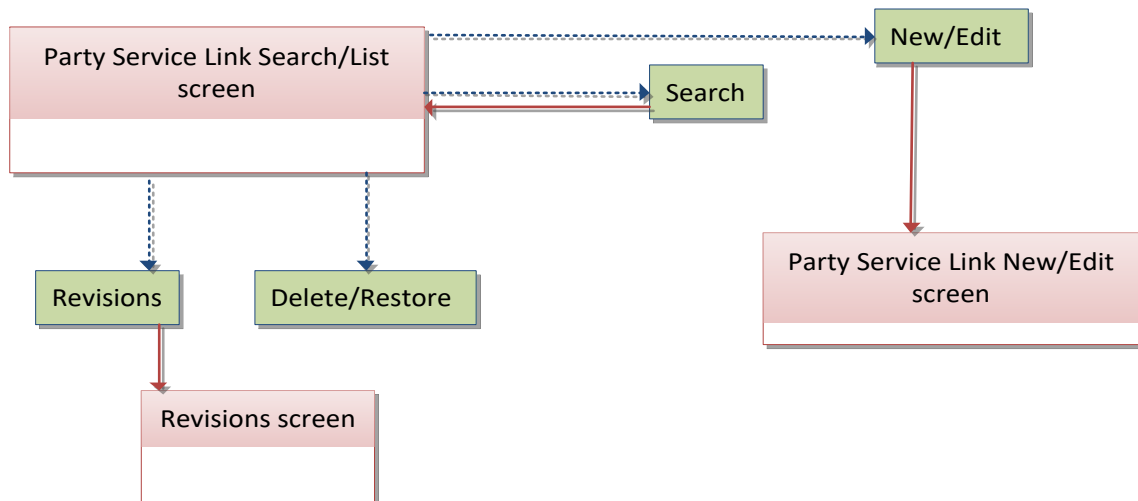 Party Service Link Search/List
screen
New/Edit
Search
Party Service Link New/Edit
screen
Revisions
Delete/Restore
Revisions screen